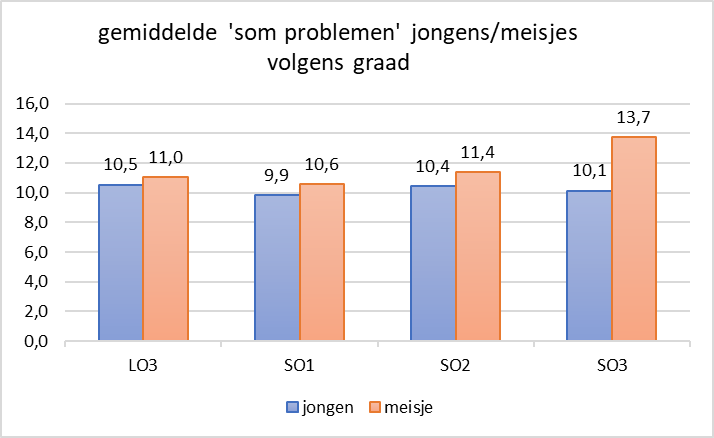 gemiddelde 'som problemen' jongens/meisjes
volgens graad
16,0
14,0
12,0
10,0
8,0
6,0
4,0
2,0
0,0
10,5
11,0
9,9
10,6
10,4
11,4
10,1
13,7
LO3
SO1
SO2
SO3
jongen
meisje